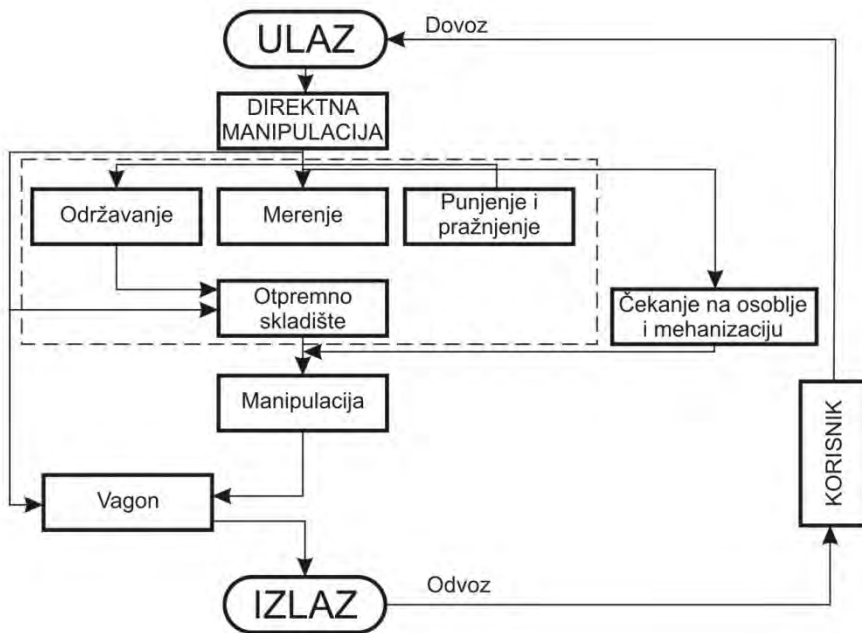 ULAZ
Dovoz
DIREKTNA
MANIPULACIJA
Održavanje
Merenje
Punjenje i
pražnjenje
Otpremno
skladište
Čekanje na osoblje
i mehanizaciju
Manipulacija
KORISNIK
Vagon
IZLAZ
Odvoz